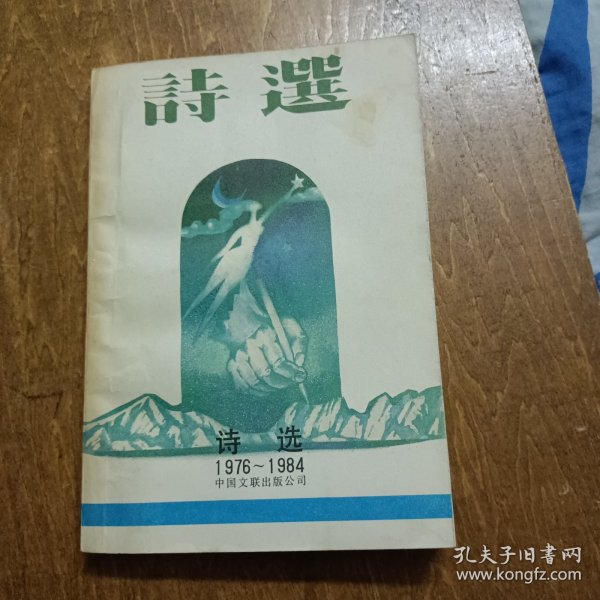 詩選
诗选
1976~1984
中国文联出版公司
孔夫子旧书网
www.kongfz.com